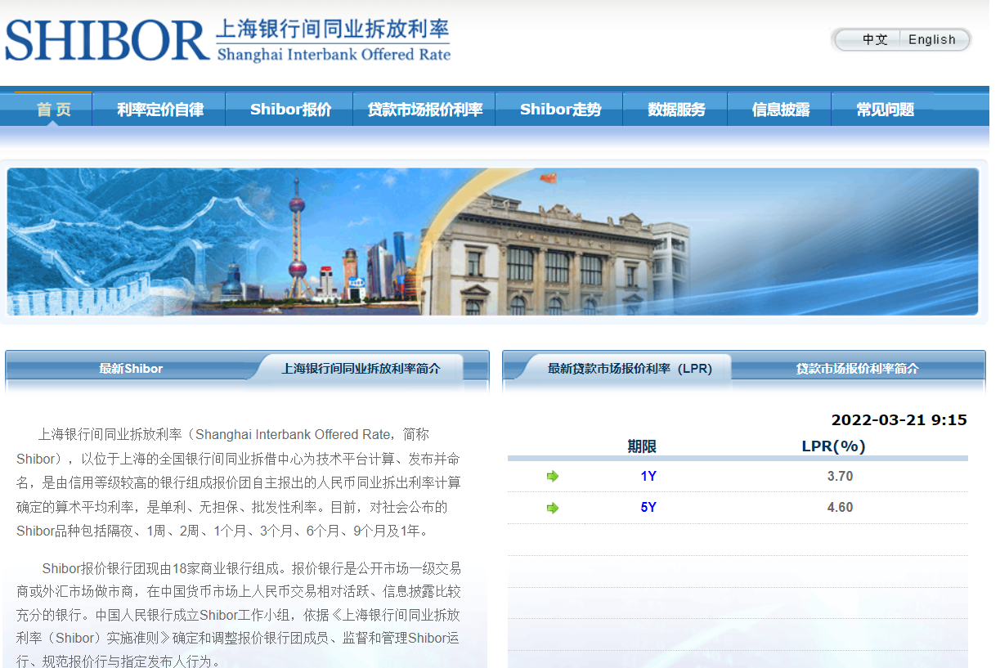 SHIBOR
上海银行间同业拆放利率
Shanghai Interbank Offered Rate
中文 English
首页 利率定价自律 Shibor报价 贷款市场报价利率 Shibor走势 数据服务 信息披露 常见问题
最新Shibor 上海银行间同业拆放利率简介
上海银行间同业拆放利率（Shanghai Interbank Offered Rate，简称
Shibor），以位于上海的全国银行间同业拆借中心为技术平台计算、发布并命
名，是由信用等级较高的银行组成报价团自主报出的人民币同业拆出利率计算
确定的算术平均利率，是单利、无担保、批发性利率。目前，对社会公布的
Shibor品种包括隔夜、1周、2周、1个月、3个月、6个月、9个月及1年。
Shibor报价银行团现由18家商业银行组成。报价银行是公开市场一级交易
商或外汇市场做市商，在中国货币市场上人民币交易相对活跃、信息披露比较
充分的银行。中国人民银行成立Shibor工作小组，依据《上海银行间同业拆放
利率（Shibor）实施准则》确定和调整报价银行团成员、监督和管理Shibor运
行、规范报价行与指定发布人行为。
最新贷款市场报价利率（LPR) 贷款市场报价利率简介
2022-03-21 9:15
期限 LPR(%)
1Y 3.70
5Y 4.60